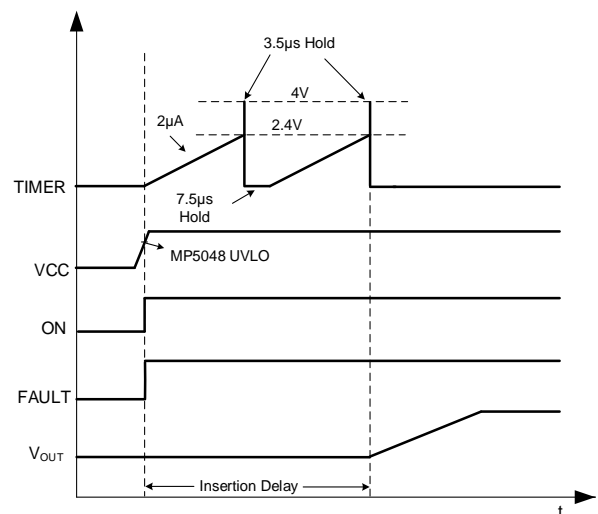 3.5µs Hold
4V
2µA
2.4V
TIMER
7.5µs
Hold
MP5048 UVLO
VCC
ON
FAULT
VOUT
Insertion Delay
t